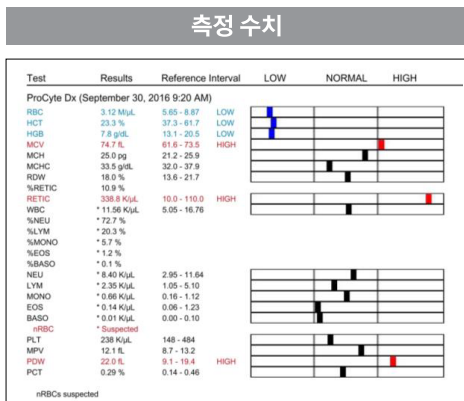 측정 수치
Test Results Reference Interval LOW NORMAL HIGH
ProCyte Dx (September 30, 2016 9:20 AM)
RBC 3.12 M/µL 5.65 - 8.87 LOW
HCT 23.3 % 37.3 - 61.7 LOW
HGB 7.8 g/dL 13.1 - 20.5 LOW
MCV 74.7 fL 61.6 - 73.5 HIGH
MCH 25.0 pg 21.2 - 25.9
MCHC 33.5 g/dL 32.0 - 37.9
RDW 18.0 % 13.6 - 21.7
%RETIC 10.9 %
RETIC 338.8 K/µL 10.0 - 110.0 HIGH
WBC * 11.56 K/µL 5.05 - 16.76
%NEU * 72.7 %
%LYM * 20.3 %
%MONO * 5.7 %
%EOS * 1.2 %
%BASO * 0.1 %
NEU * 8.40 K/µL 2.95 - 11.64
LYM * 2.35 K/µL 1.05 - 5.10
MONO * 0.66 K/µL 0.16 - 1.12
EOS * 0.14 K/µL 0.06 - 1.23
BASO * 0.01 K/µL 0.00 - 0.10
nRBC * Suspected
PLT 238 K/µL 148 - 484
MPV 12.1 fL 8.7 - 13.2
PDW 22.0 fL 9.1 - 19.4 HIGH
PCT 0.29 % 0.14 - 0.46
nRBCs suspected